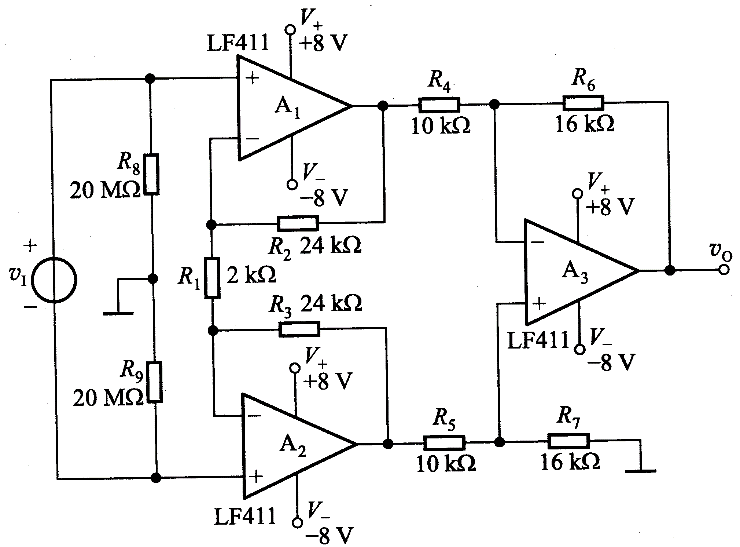 V₊
+8 V
LF411
+
A₁
−
V₋
−8 V
R₄
10 kΩ
R₆
16 kΩ
R₈
20 MΩ
R₂ 24 kΩ
R₁ 2 kΩ
R₃ 24 kΩ
+
v_I
−
V₊
+8 V
−
A₃
+
v_O
LF411
V₋
−8 V
R₉
20 MΩ
V₊
+8 V
−
A₂
+
LF411
V₋
−8 V
R₅
10 kΩ
R₇
16 kΩ